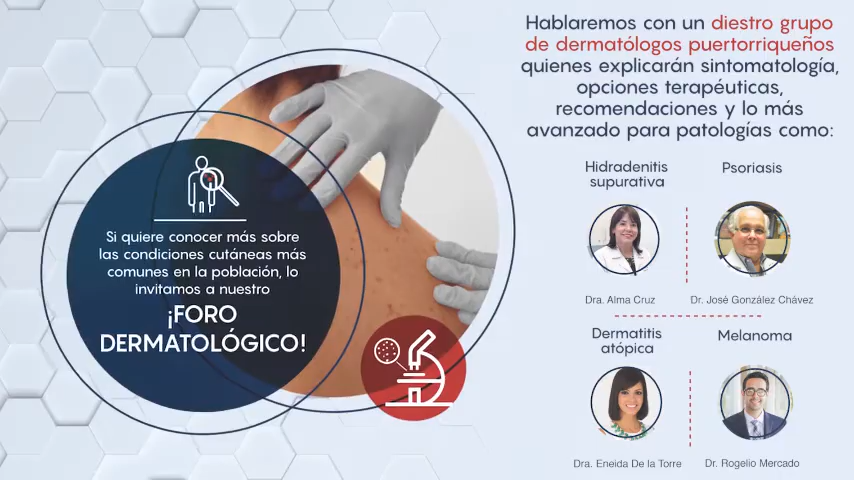 Hablaremos con un diestro grupo
de dermatólogos puertorriqueños
quienes explicarán sintomatología,
opciones terapéuticas,
recomendaciones y lo más
avanzado para patologías como:
Si quiere conocer más sobre
las condiciones cutáneas más
comunes en la población, lo
invitamos a nuestro
¡FORO
DERMATOLÓGICO!
Hidradenitis
supurativa
Dra. Alma Cruz
Psoriasis
Dr. José González Chávez
Dermatitis
atópica
Dra. Eneida De la Torre
Melanoma
Dr. Rogelio Mercado